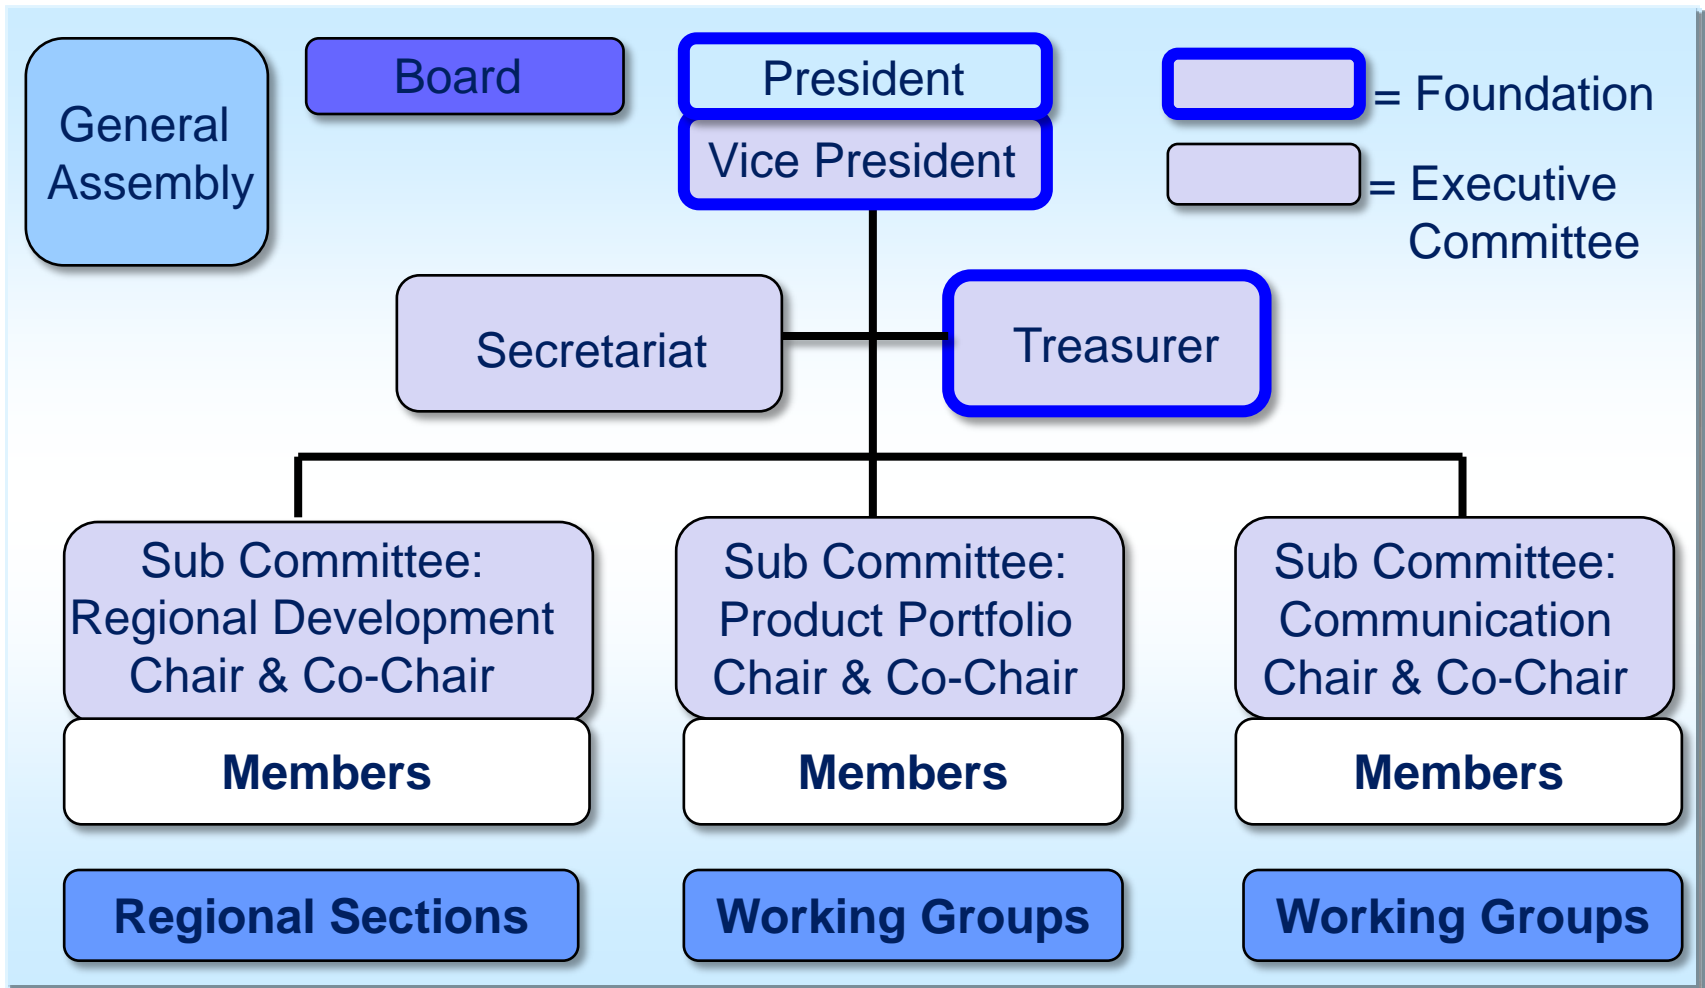 General
Assembly
Board
President
Vice President
= Foundation
= Executive
Committee
Secretariat
Treasurer
Sub Committee:
Regional Development
Chair & Co-Chair
Members
Regional Sections
Sub Committee:
Product Portfolio
Chair & Co-Chair
Members
Working Groups
Sub Committee:
Communication
Chair & Co-Chair
Members
Working Groups